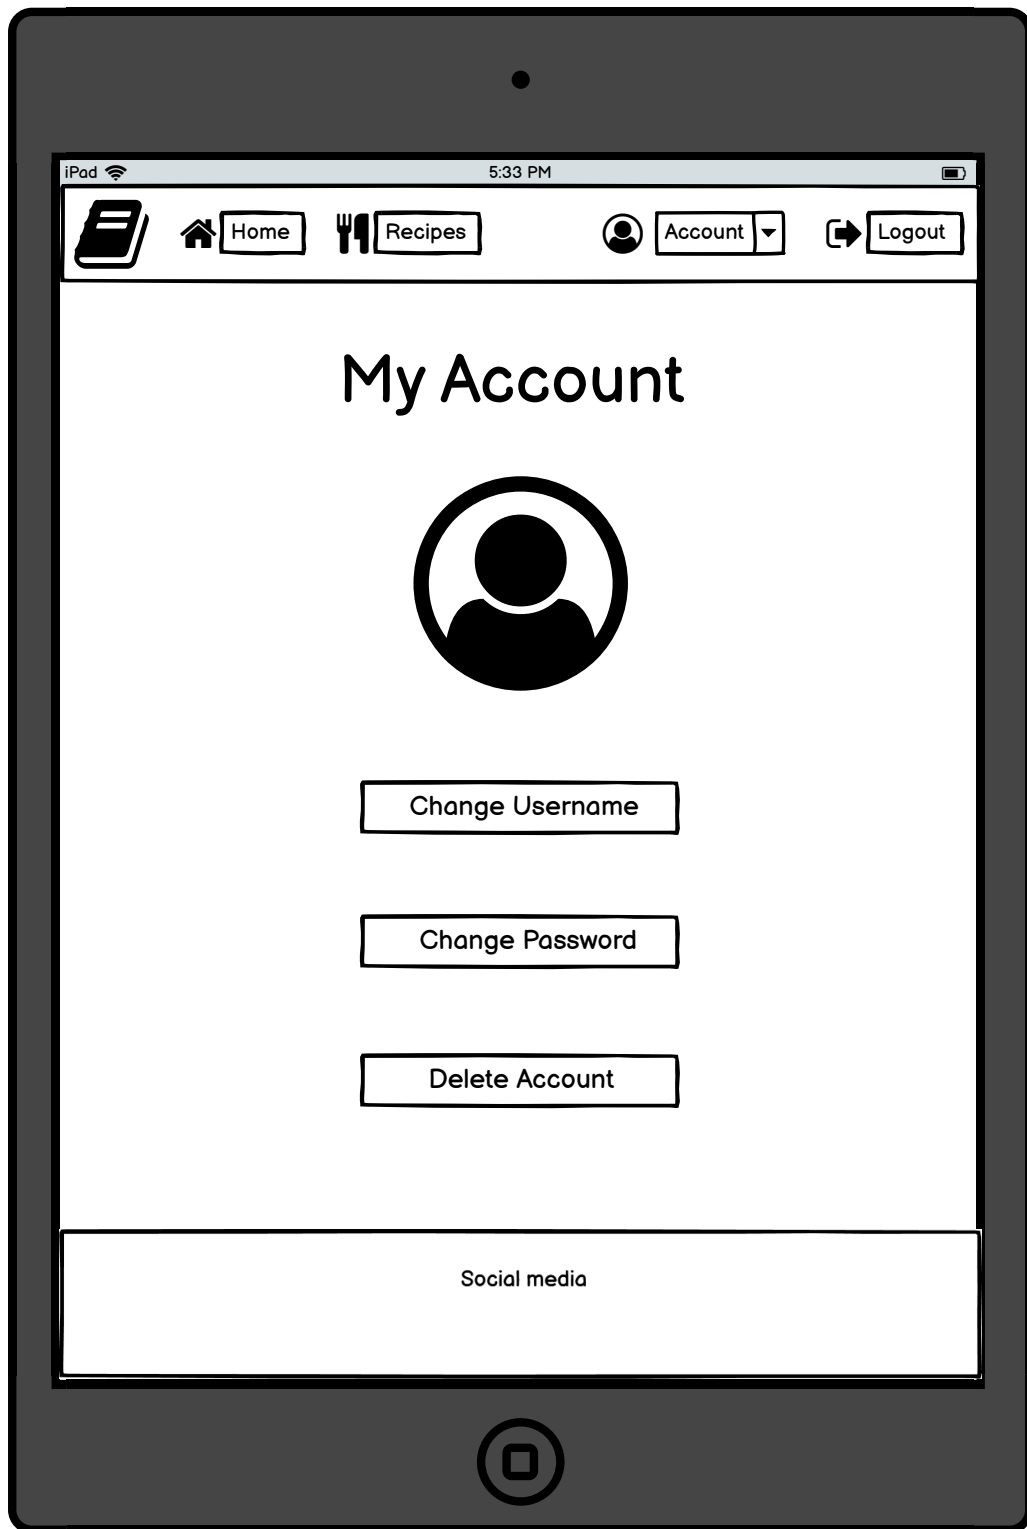 iPad 5:33 PM
Home Recipes Account Logout
My Account
Change Username
Change Password
Delete Account
Social media